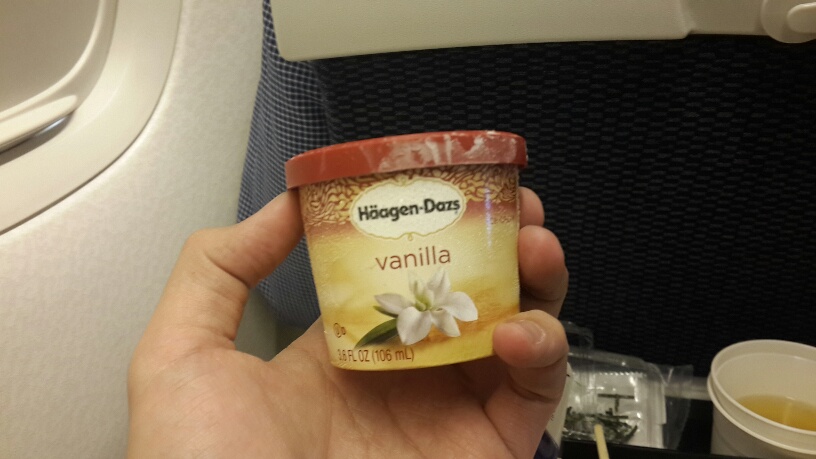 Häagen-Dazs
vanilla
3.6 FL OZ (106 mL)